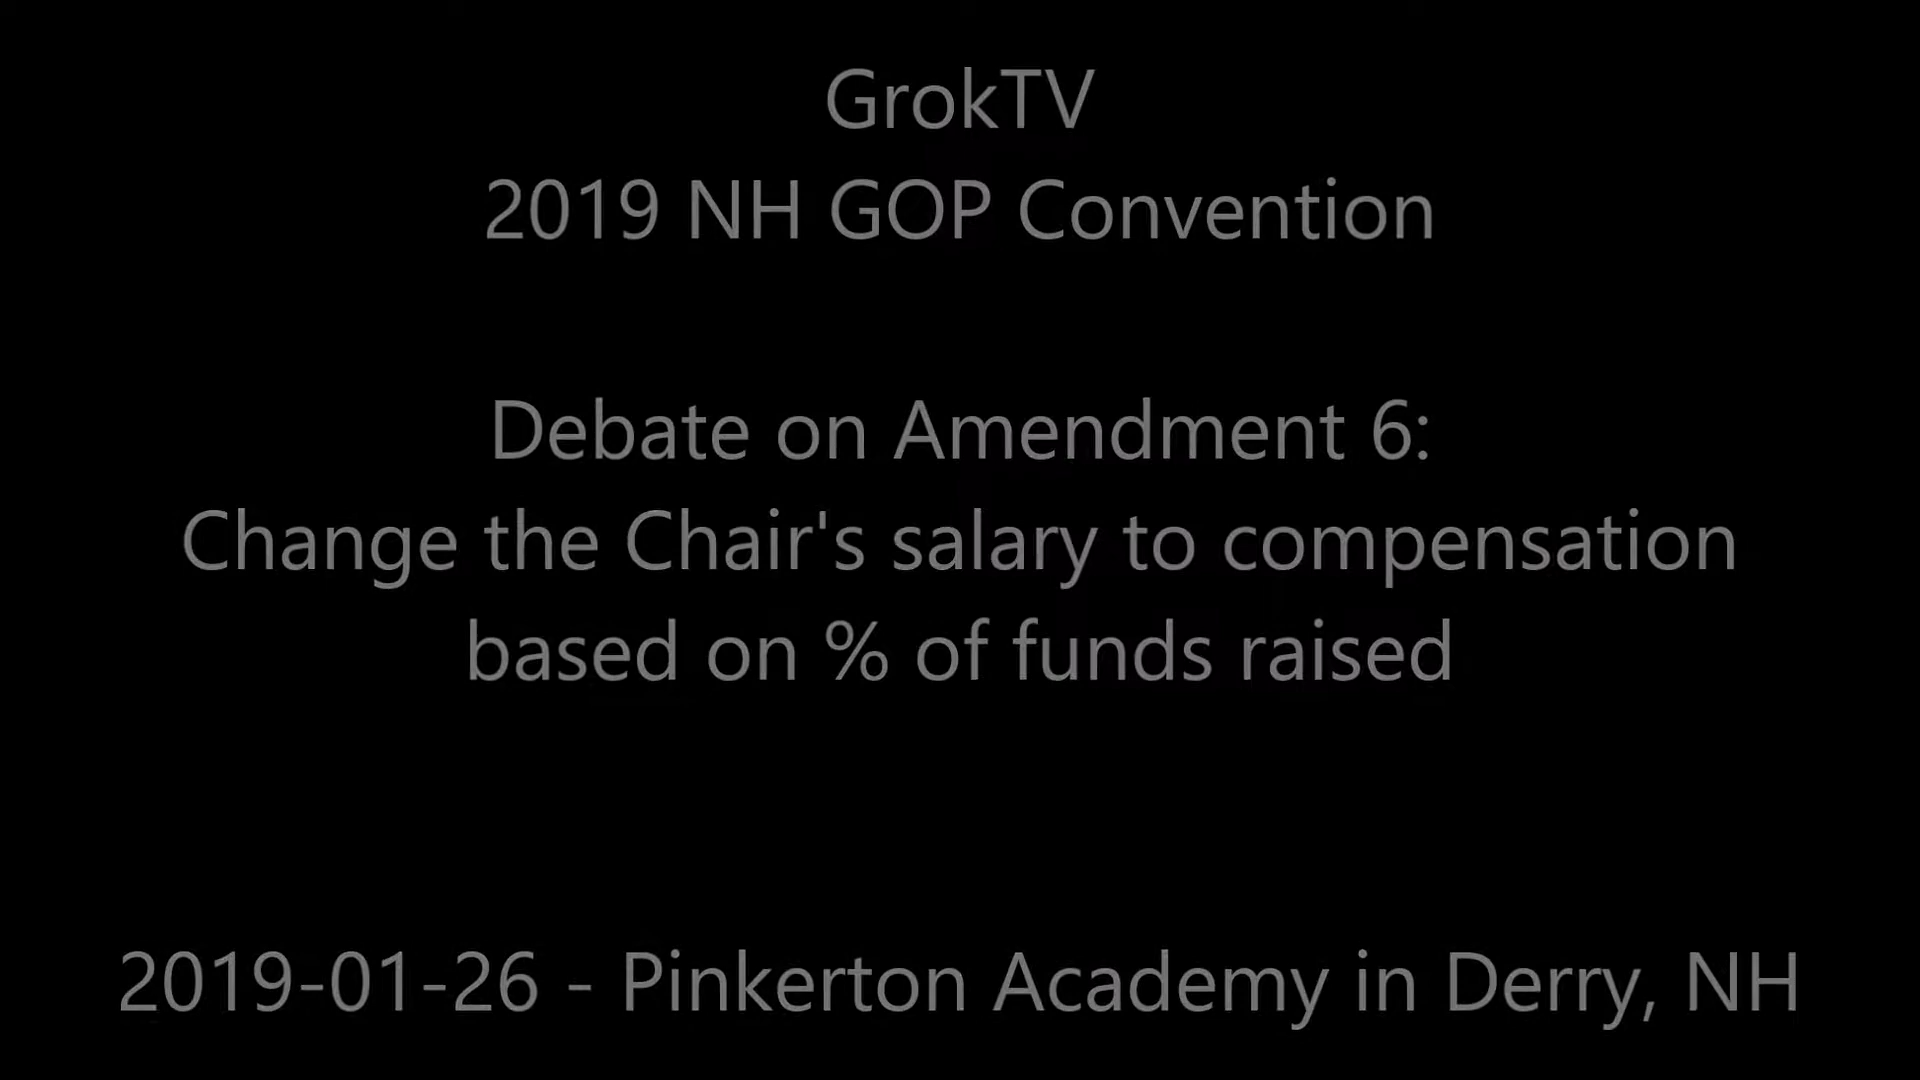 GrokTV
2019 NH GOP Convention
Debate on Amendment 6:
Change the Chair's salary to compensation
based on % of funds raised
2019-01-26 - Pinkerton Academy in Derry, NH